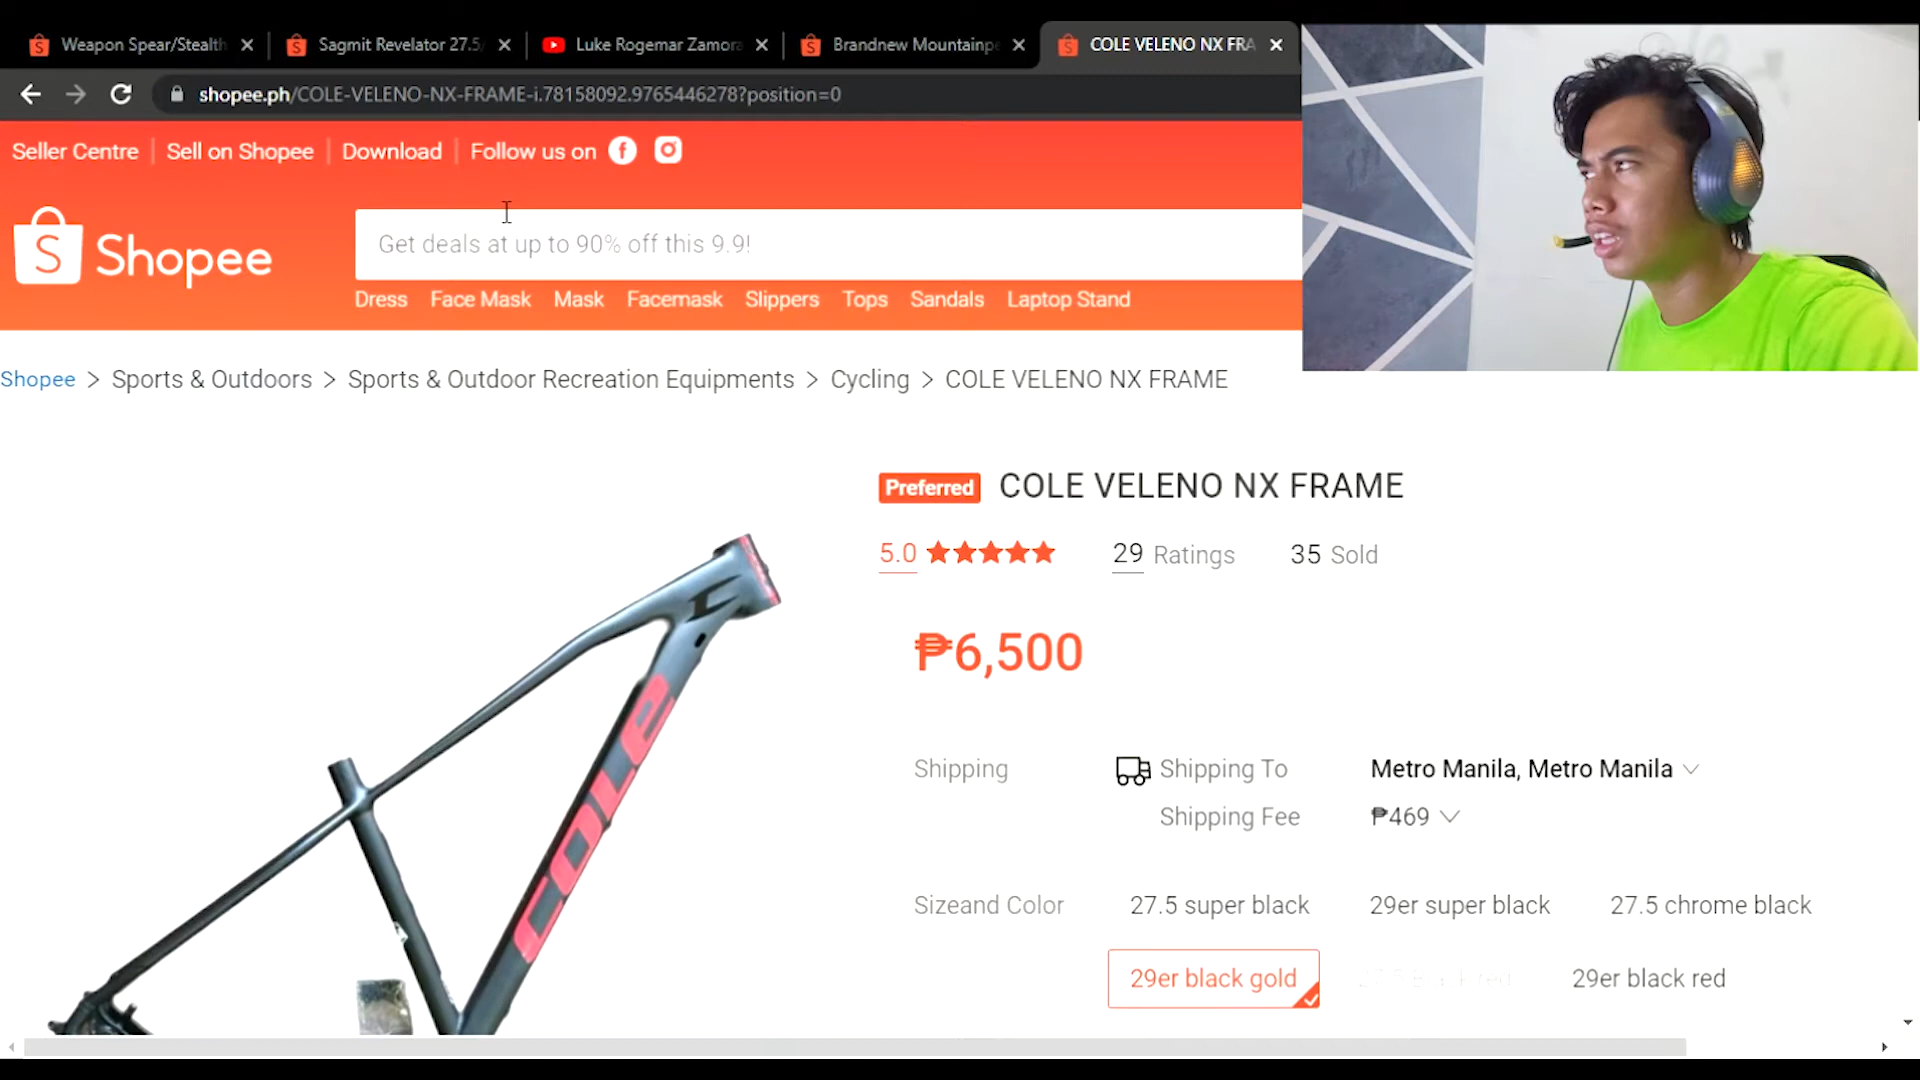 Weapon Spear/Stealth
Sagmit Revelator 27.5
Luke Rogemar Zamora
Brandnew Mountainpe
COLE VELENO NX FRA
shopee.ph/COLE-VELENO-NX-FRAME-i.78158092.9765446278?position=0
Seller Centre
Sell on Shopee
Download
Follow us on
Shopee
Get deals at up to 90% off this 9.9!
Dress Face Mask Mask Facemask Slippers Tops Sandals Laptop Stand
Shopee > Sports & Outdoors > Sports & Outdoor Recreation Equipments > Cycling > COLE VELENO NX FRAME
Preferred COLE VELENO NX FRAME
5.0 29 Ratings 35 Sold
₱6,500
COLE
Shipping Shipping To Metro Manila, Metro Manila
Shipping Fee ₱469
Sizeand Color 27.5 super black 29er super black 27.5 chrome black
29er black gold 29er black red